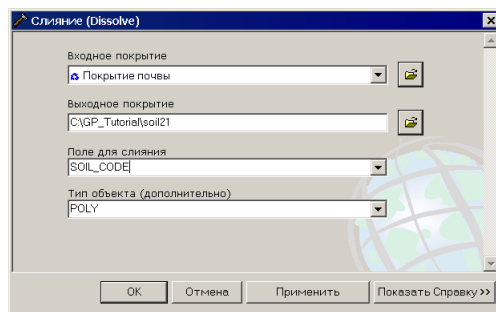 Слияние (Dissolve)
Входное покрытие
Покрытие почвы
Выходное покрытие
C:\GP_Tutorial\soil21
Поле для слияния
SOIL_CODE
Тип объекта (дополнительно)
POLY
OK Отмена Применить Показать Справку >>